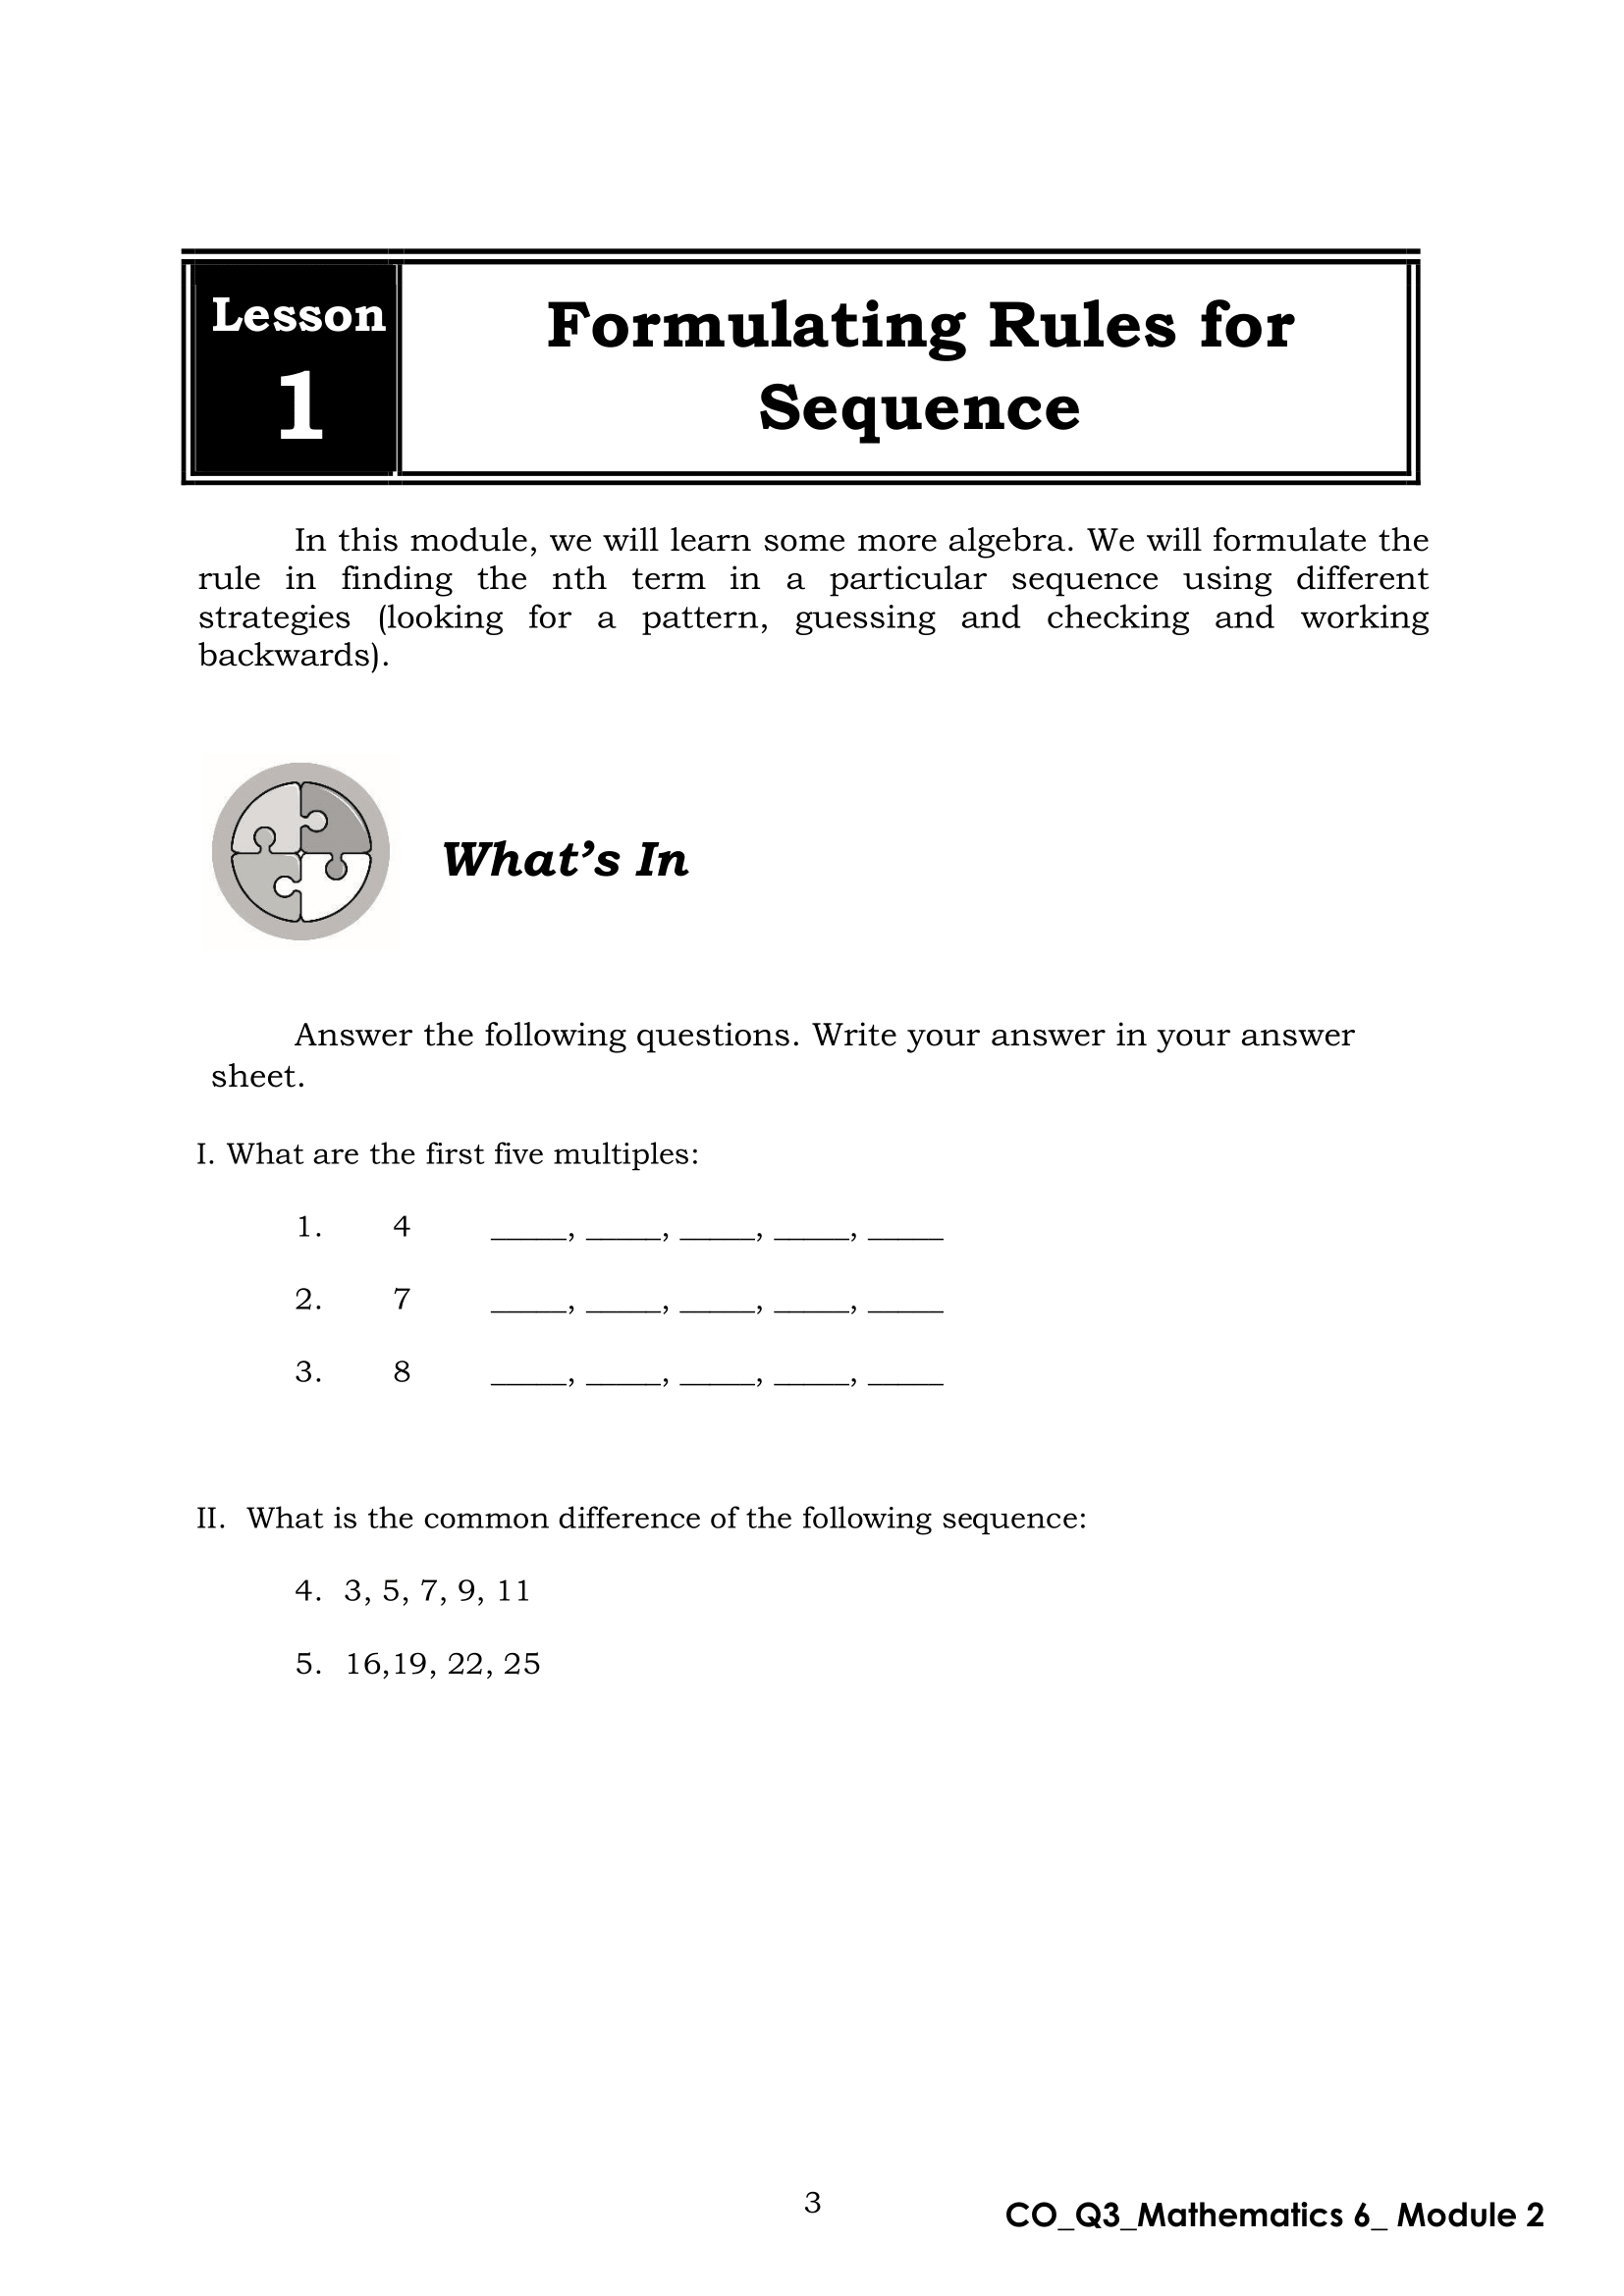 Lesson
1
Formulating Rules for
Sequence
In this module, we will learn some more algebra. We will formulate the
rule in finding the nth term in a particular sequence using different
strategies (looking for a pattern, guessing and checking and working
backwards).
What's In
Answer the following questions. Write your answer in your answer
sheet.
I. What are the first five multiples:
1. 4 _____, _____, _____, _____, _____
2. 7 _____, _____, _____, _____, _____
3. 8 _____, _____, _____, _____, _____
II. What is the common difference of the following sequence:
4. 3, 5, 7, 9, 11
5. 16,19, 22, 25
3
CO_Q3_Mathematics 6_ Module 2